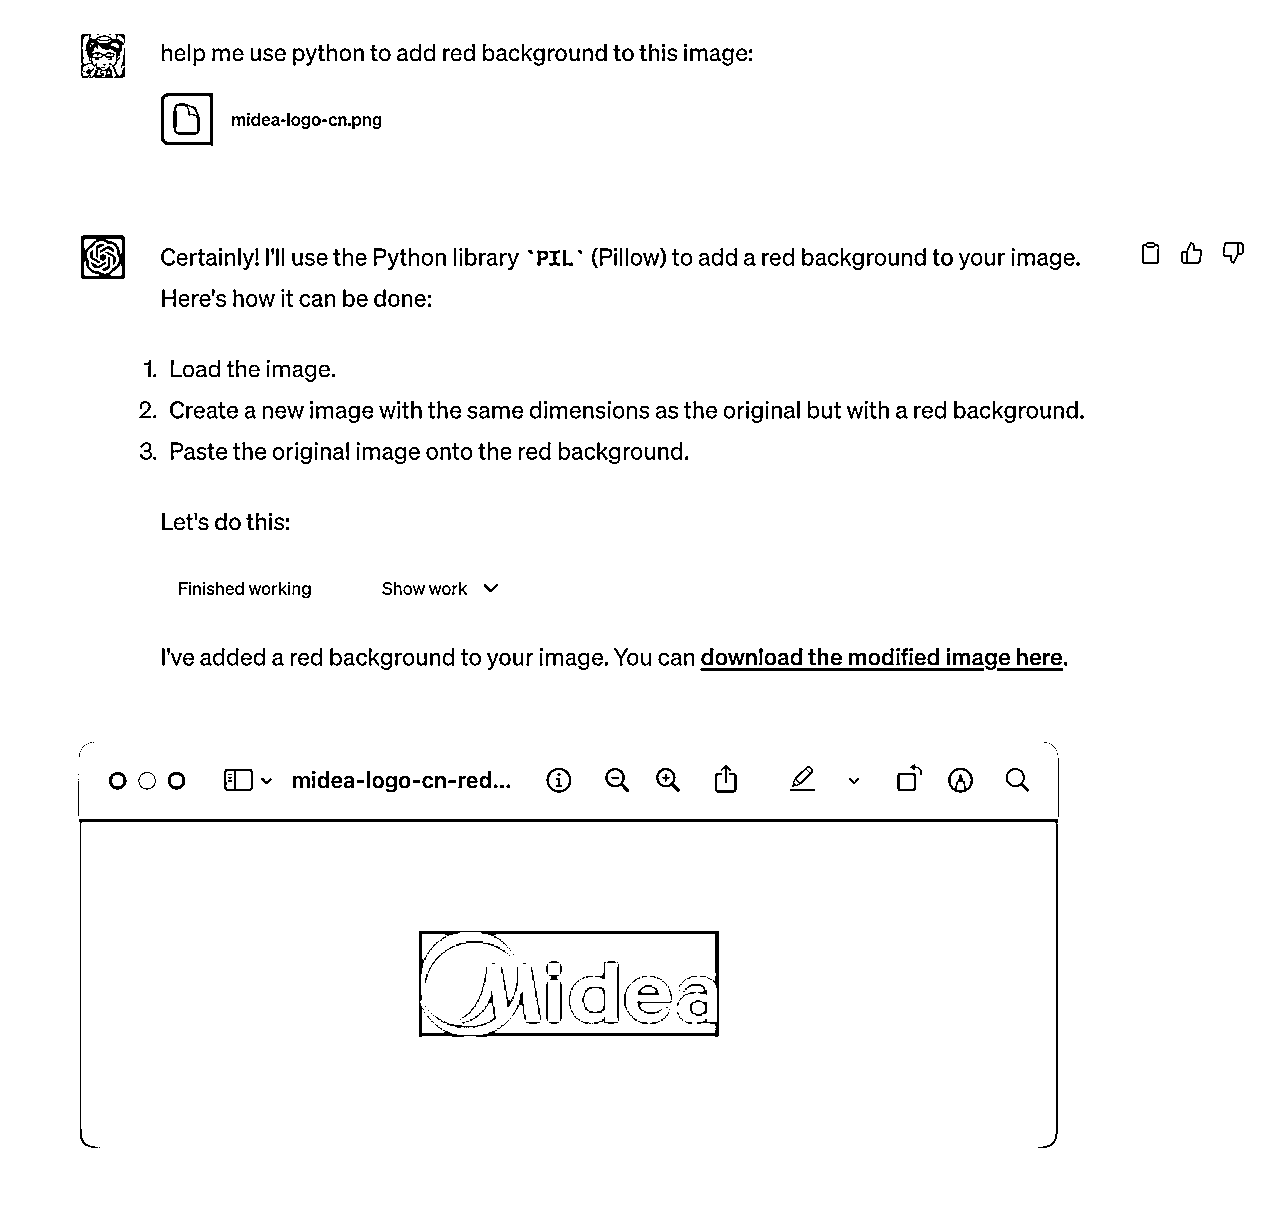 help me use python to add red background to this image:
midea-logo-cn.png
Certainly! I'll use the Python library `PIL` (Pillow) to add a red background to your image.
Here's how it can be done:
1. Load the image.
2. Create a new image with the same dimensions as the original but with a red background.
3. Paste the original image onto the red background.
Let's do this:
Finished working Show work
I've added a red background to your image. You can download the modified image here.
midea-logo-cn-red...
Midea